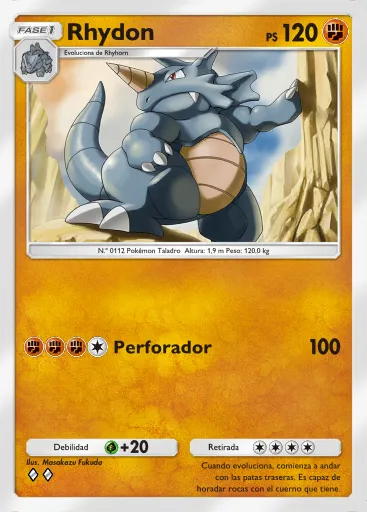 FASE 1
Rhydon
PS 120
Evoluciona de Rhyhorn
N.º 0112 Pokémon Taladro Altura: 1,9 m Peso: 120,0 kg
Perforador 100
Debilidad +20
Retirada
Ilus. Masakazu Fukuda
Cuando evoluciona, comienza a andar
con las patas traseras. Es capaz de
horadar rocas con el cuerno que tiene.